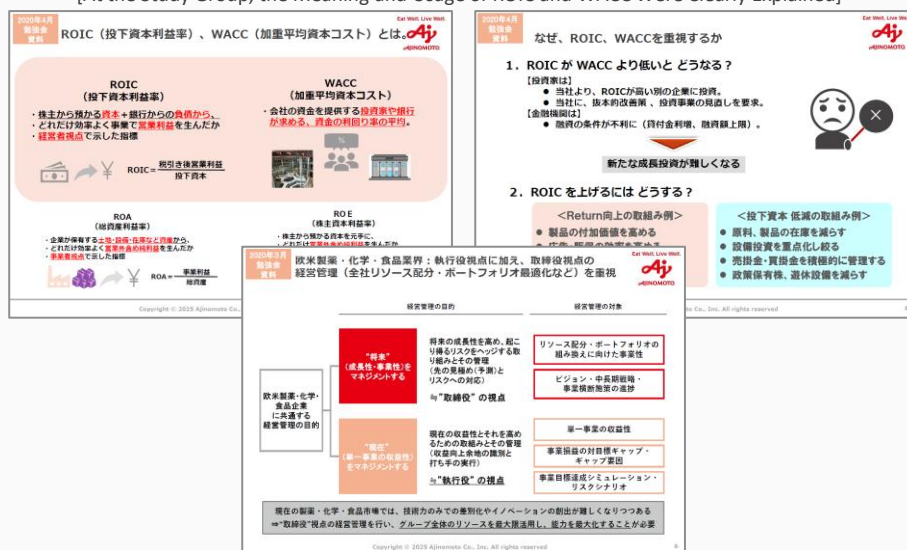 [At the Study Group, the Meaning and Usage of ROIC and WACC Were Clearly Explained]
2020年4月
勉強会
資料
ROIC(投下資本利益率)、WACC(加重平均資本コスト)とは。
Eat Well, Live Well.
AJINOMOTO
ROIC
(投下資本利益率)
・株主から預かる資本+銀行からの負債から、
・どれだけ効率よく事業で営業利益を生んだか
・経営者視点で示した指標
ROIC=
税引き後営業利益
投下資本
WACC
(加重平均資本コスト)
・会社の資金を提供する投資家や銀行
が求める、資金の利回り率の平均。
%
ROA
(総資産利益率)
・企業が保有する土地・設備・在庫など資産から、
・どれだけ効率よく事業利益を生んだか
・事業者視点で示した指標
ROA=
事業利益
総資産
ROE
(株主資本利益率)
・株主から預かる資本を元手に、
Copyright © 2025 Ajinomoto Co.,
2020年4月
勉強会
資料
なぜ、ROIC、WACCを重視するか
Eat Well, Live Well.
AJINOMOTO
1.ROIC が WACC より低いと どうなる?
【投資家は】
● 当社より、ROICが高い別の企業に投資。
● 当社に、抜本的改善策、投資事業の見直しを要求。
【金融機関は】
● 融資の条件が不利に(貸付金利増、融資額上限)。
新たな成長投資が難しくなる
2.ROIC を上げるには どうする?
<Return向上の取組み例>
● 製品の付加価値を高める
<投下資本 低減の取組み例>
● 原料、製品の在庫を減らす
● 設備投資を重点化し絞る
● 売掛金・買掛金を積極的に管理する
● 政策保有株、遊休設備を減らす
to Co., Inc. All rights reserved
勉強会
資料
欧米製薬・化学・食品業界:執行役視点に加え、取締役視点の
経営管理(全社リソース配分・ポートフォリオ最適化など)を重視
Eat Well, Live Well.
AJINOMOTO
経営管理の目的
経営管理の対象
欧米製薬・化学・
食品企業
に共通する
経営管理の目的
"将来"
(成長性・事業性)を
マネジメントする
将来の成長性を高め、起こ
り得るリスクをヘッジする取
り組みとその管理
(先の見極め(予測)と
リスクへの対応)
≒"取締役" の視点
リソース配分・ポートフォリオの
組み換えに向けた事業性
ビジョン・中長期戦略・
事業横断施策の進捗
"現在"
(単一事業の収益性)
をマネジメントする
現在の収益性とそれを高め
るための取組みとその管理
(収益向上余地の識別と
打ち手の実行)
≒"執行役" の視点
単一事業の収益性
事業損益の対目標ギャップ・
ギャップ要因
事業目標達成シミュレーション・
リスクシナリオ
現在の製薬・化学・食品市場では、技術力のみでの差別化やイノベーションの創出が難しくなりつつある
⇒"取締役"視点の経営管理を行い、グループ全体のリソースを最大限活用し、能力を最大化することが必要
Copyright © 2025 Ajinomoto Co., Inc. All rights reserved